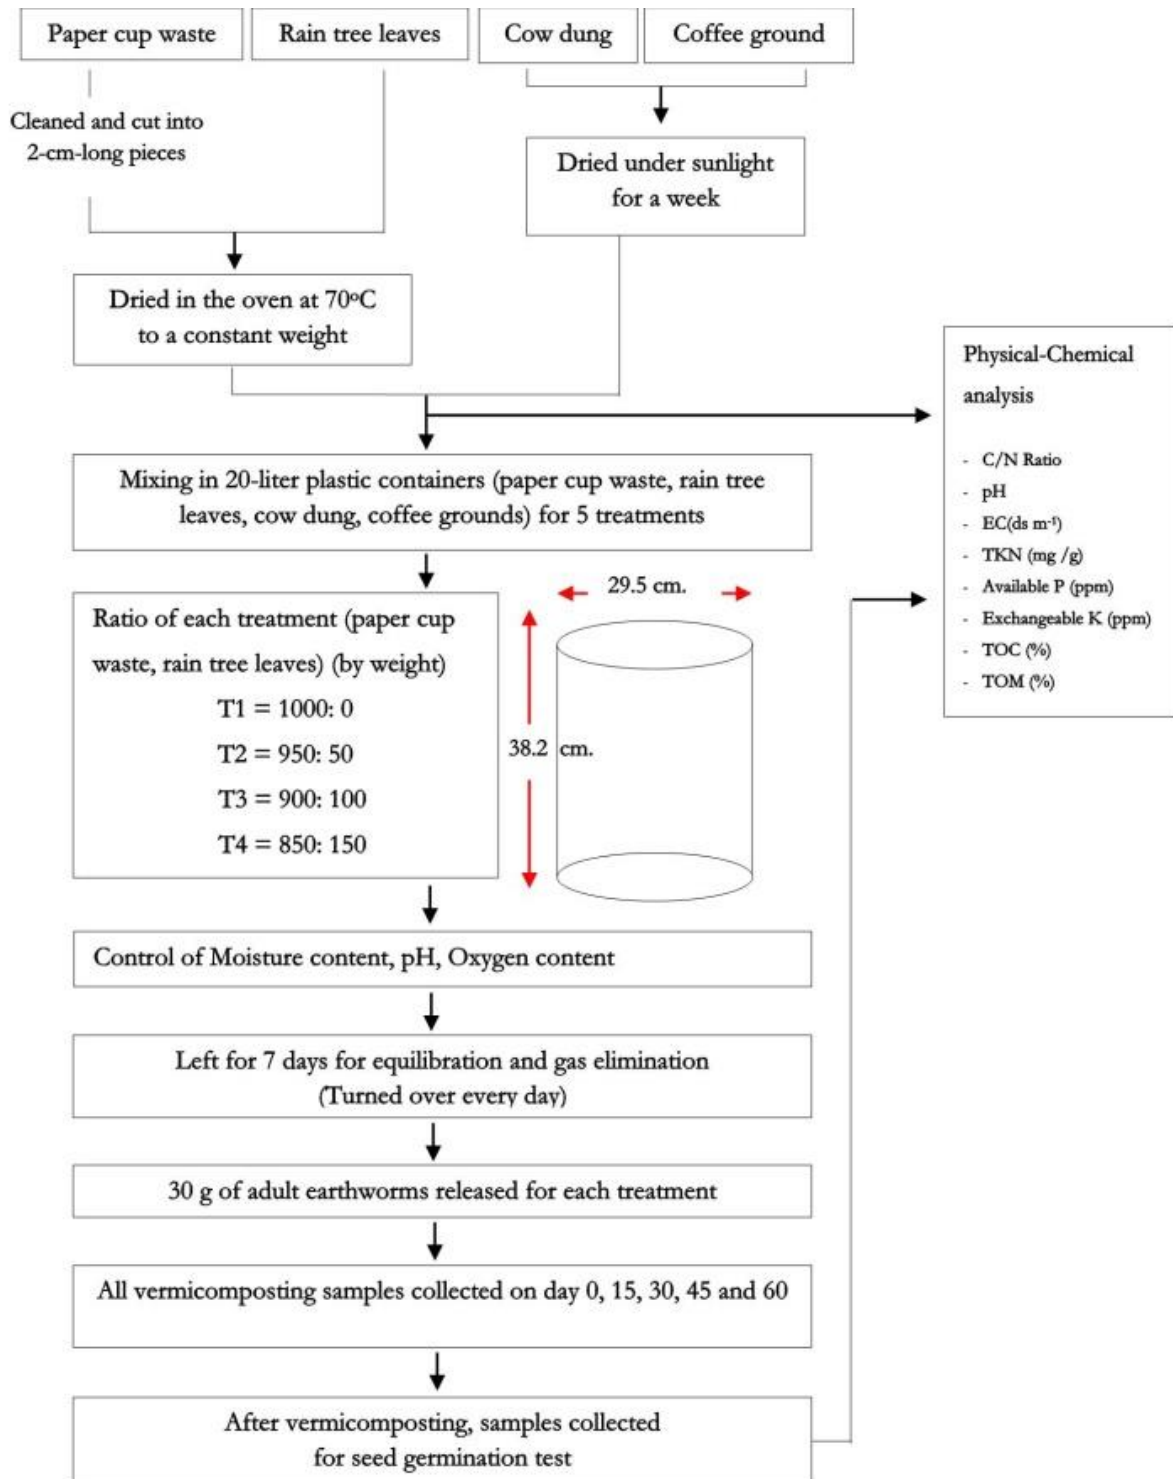 Paper cup waste
Rain tree leaves
Cow dung
Coffee ground
Cleaned and cut into
2-cm-long pieces
Dried under sunlight
for a week
Dried in the oven at 70ºC
to a constant weight
Physical-Chemical
analysis
- C/N Ratio
- pH
- EC(ds m⁻¹)
- TKN (mg /g)
- Available P (ppm)
- Exchangeable K (ppm)
- TOC (%)
- TOM (%)
Mixing in 20-liter plastic containers (paper cup waste, rain tree
leaves, cow dung, coffee grounds) for 5 treatments
Ratio of each treatment (paper cup
waste, rain tree leaves) (by weight)
T1 = 1000: 0
T2 = 950: 50
T3 = 900: 100
T4 = 850: 150
29.5 cm.
38.2 cm.
Control of Moisture content, pH, Oxygen content
Left for 7 days for equilibration and gas elimination
(Turned over every day)
30 g of adult earthworms released for each treatment
All vermicomposting samples collected on day 0, 15, 30, 45 and 60
After vermicomposting, samples collected
for seed germination test